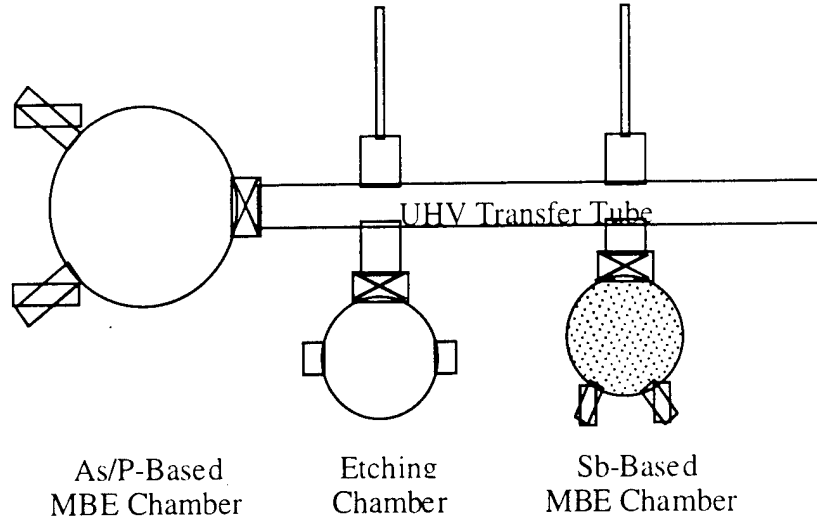 UHV Transfer Tube
As/P-Based
MBE Chamber
Etching
Chamber
Sb-Based
MBE Chamber